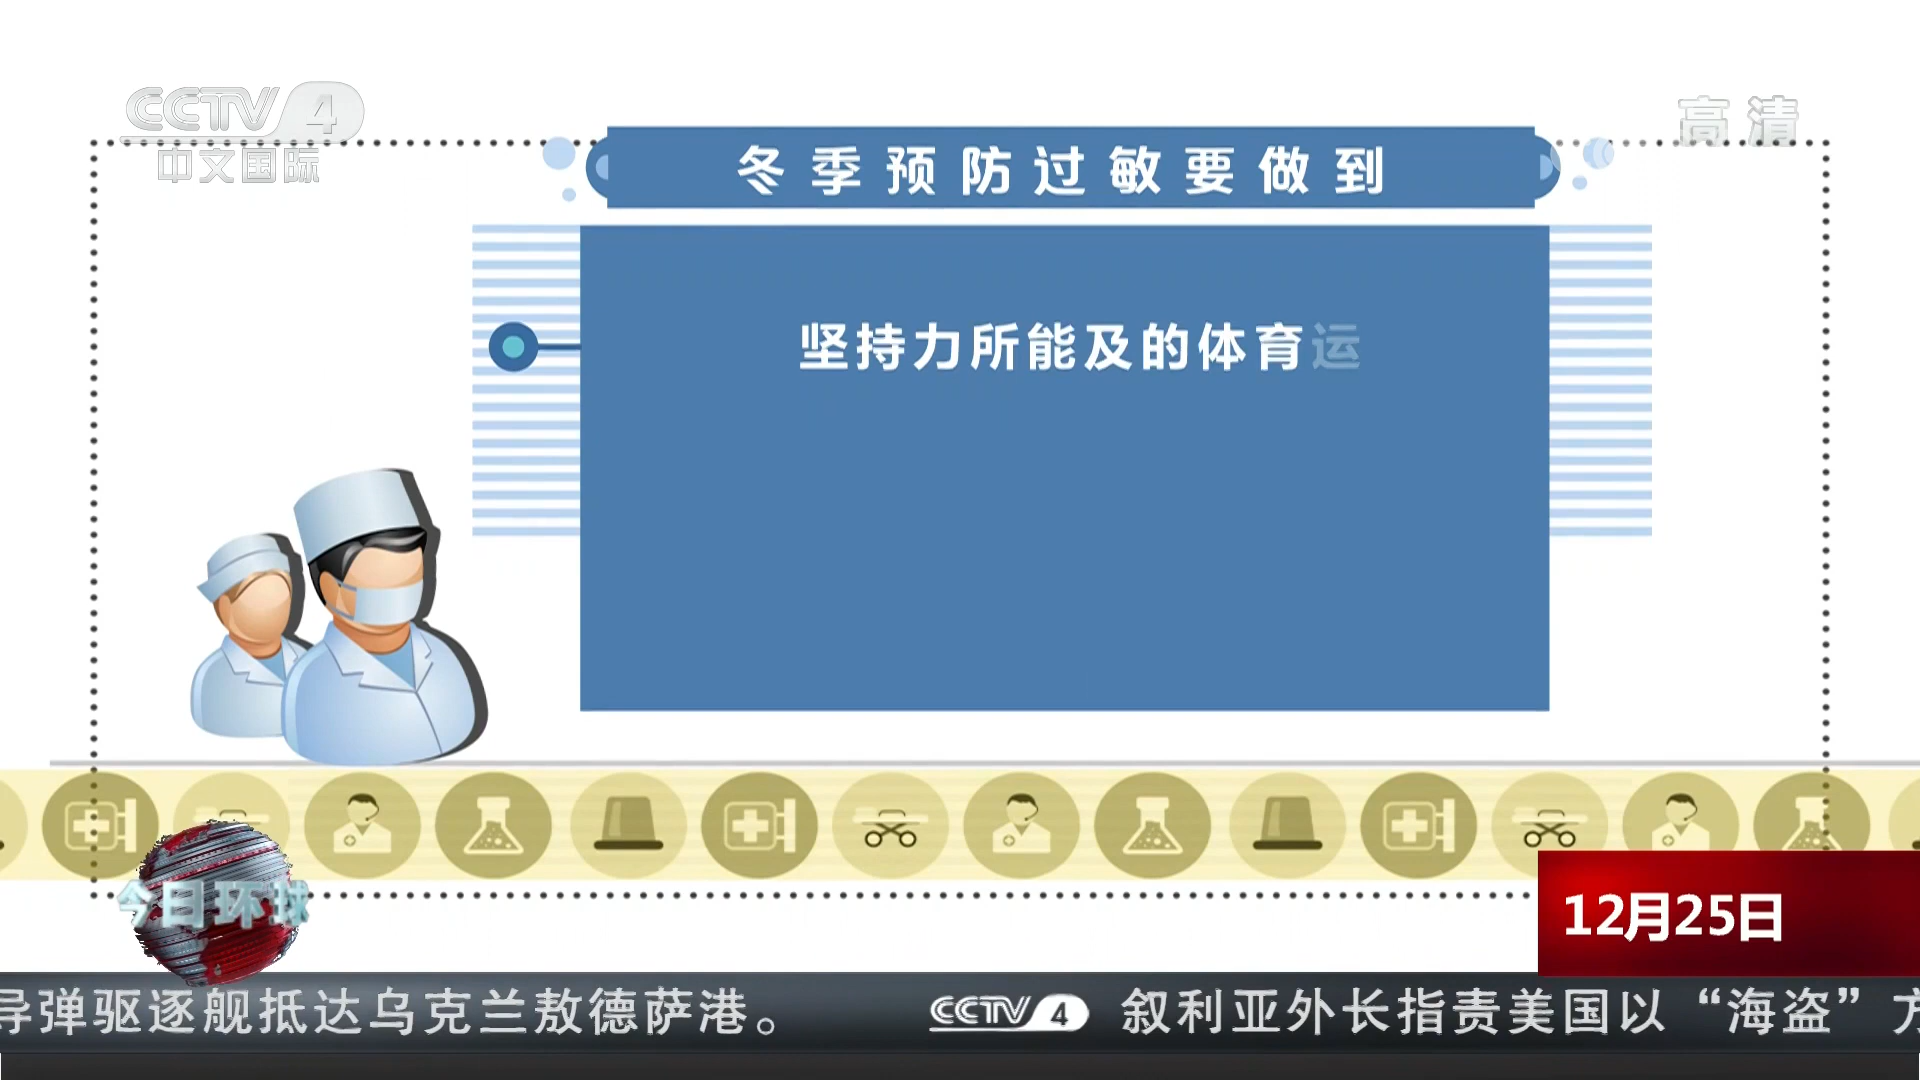 CCTV 4
中文国际
高清
冬季预防过敏要做到
坚持力所能及的体育运
今日环球
12月25日
导弹驱逐舰抵达乌克兰敖德萨港。 CCTV 4 叙利亚外长指责美国以“海盗”方